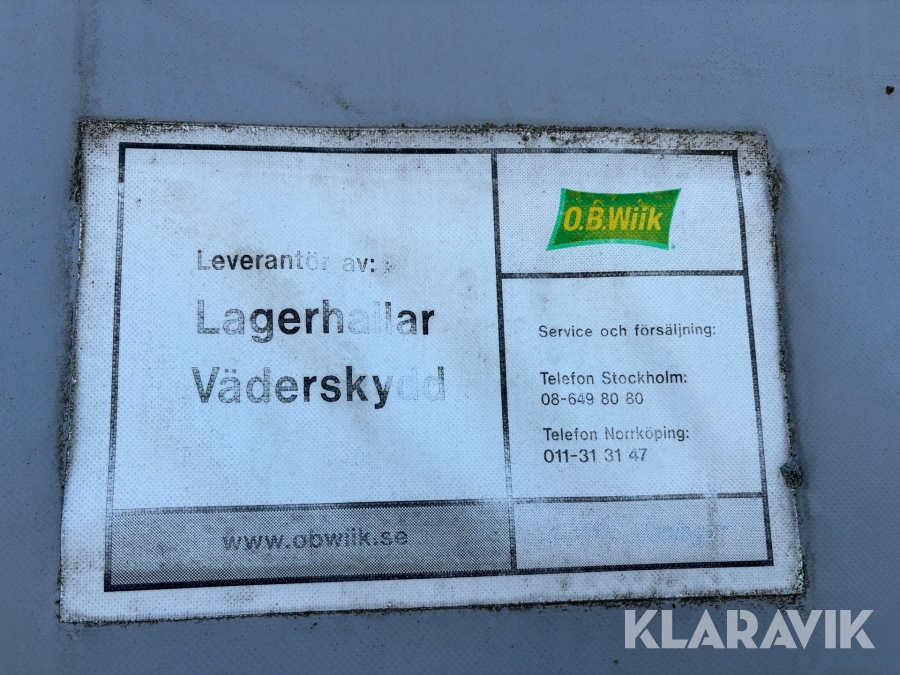 Leverantör av:
Lagerhallar
Väderskydd
www.obwiik.se
O.B.Wiik
Service och försäljning:
Telefon Stockholm:
08-649 80 80
Telefon Norrköping:
011-31 31 47
KLARAVIK